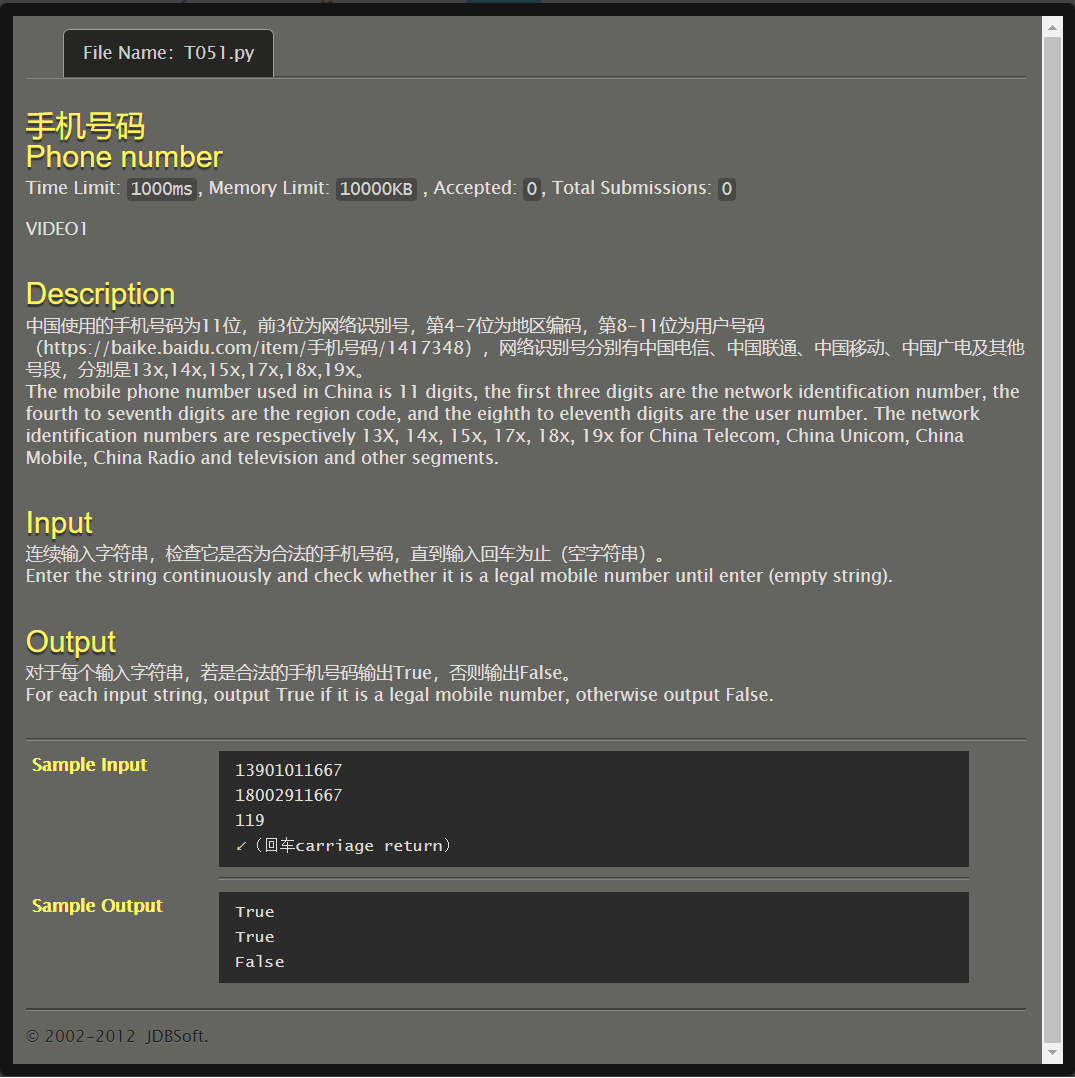 File Name：T051.py
手机号码
Phone number
Time Limit: 1000ms, Memory Limit: 10000KB , Accepted: 0, Total Submissions: 0
VIDEO1
Description
中国使用的手机号码为11位，前3位为网络识别号，第4-7位为地区编码，第8-11位为用户号码
（https://baike.baidu.com/item/手机号码/1417348），网络识别号分别有中国电信、中国联通、中国移动、中国广电及其他
号段，分别是13x,14x,15x,17x,18x,19x。
The mobile phone number used in China is 11 digits, the first three digits are the network identification number, the
fourth to seventh digits are the region code, and the eighth to eleventh digits are the user number. The network
identification numbers are respectively 13X, 14x, 15x, 17x, 18x, 19x for China Telecom, China Unicom, China
Mobile, China Radio and television and other segments.
Input
连续输入字符串，检查它是否为合法的手机号码，直到输入回车为止（空字符串）。
Enter the string continuously and check whether it is a legal mobile number until enter (empty string).
Output
对于每个输入字符串，若是合法的手机号码输出True，否则输出False。
For each input string, output True if it is a legal mobile number, otherwise output False.
Sample Input
13901011667
18002911667
119
↙（回车carriage return）
Sample Output
True
True
False
© 2002-2012 JDBSoft.